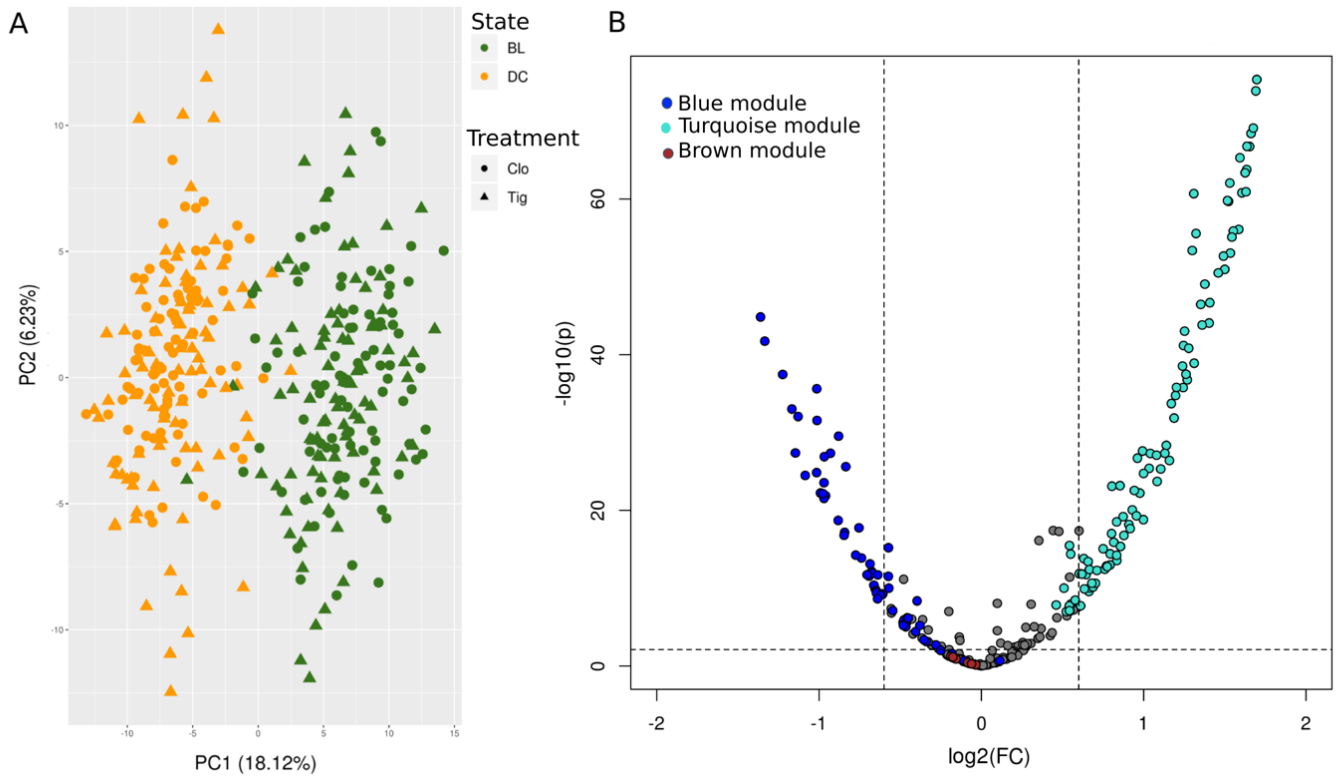 A
State
BL
DC
Treatment
Clo
Tig
10
5
0
-5
-10
PC2 (6.23%)
-10
-5
0
5
10
15
PC1 (18.12%)
B
Blue module
Turquoise module
Brown module
60
40
20
0
-log10(p)
-2
-1
0
1
2
log2(FC)